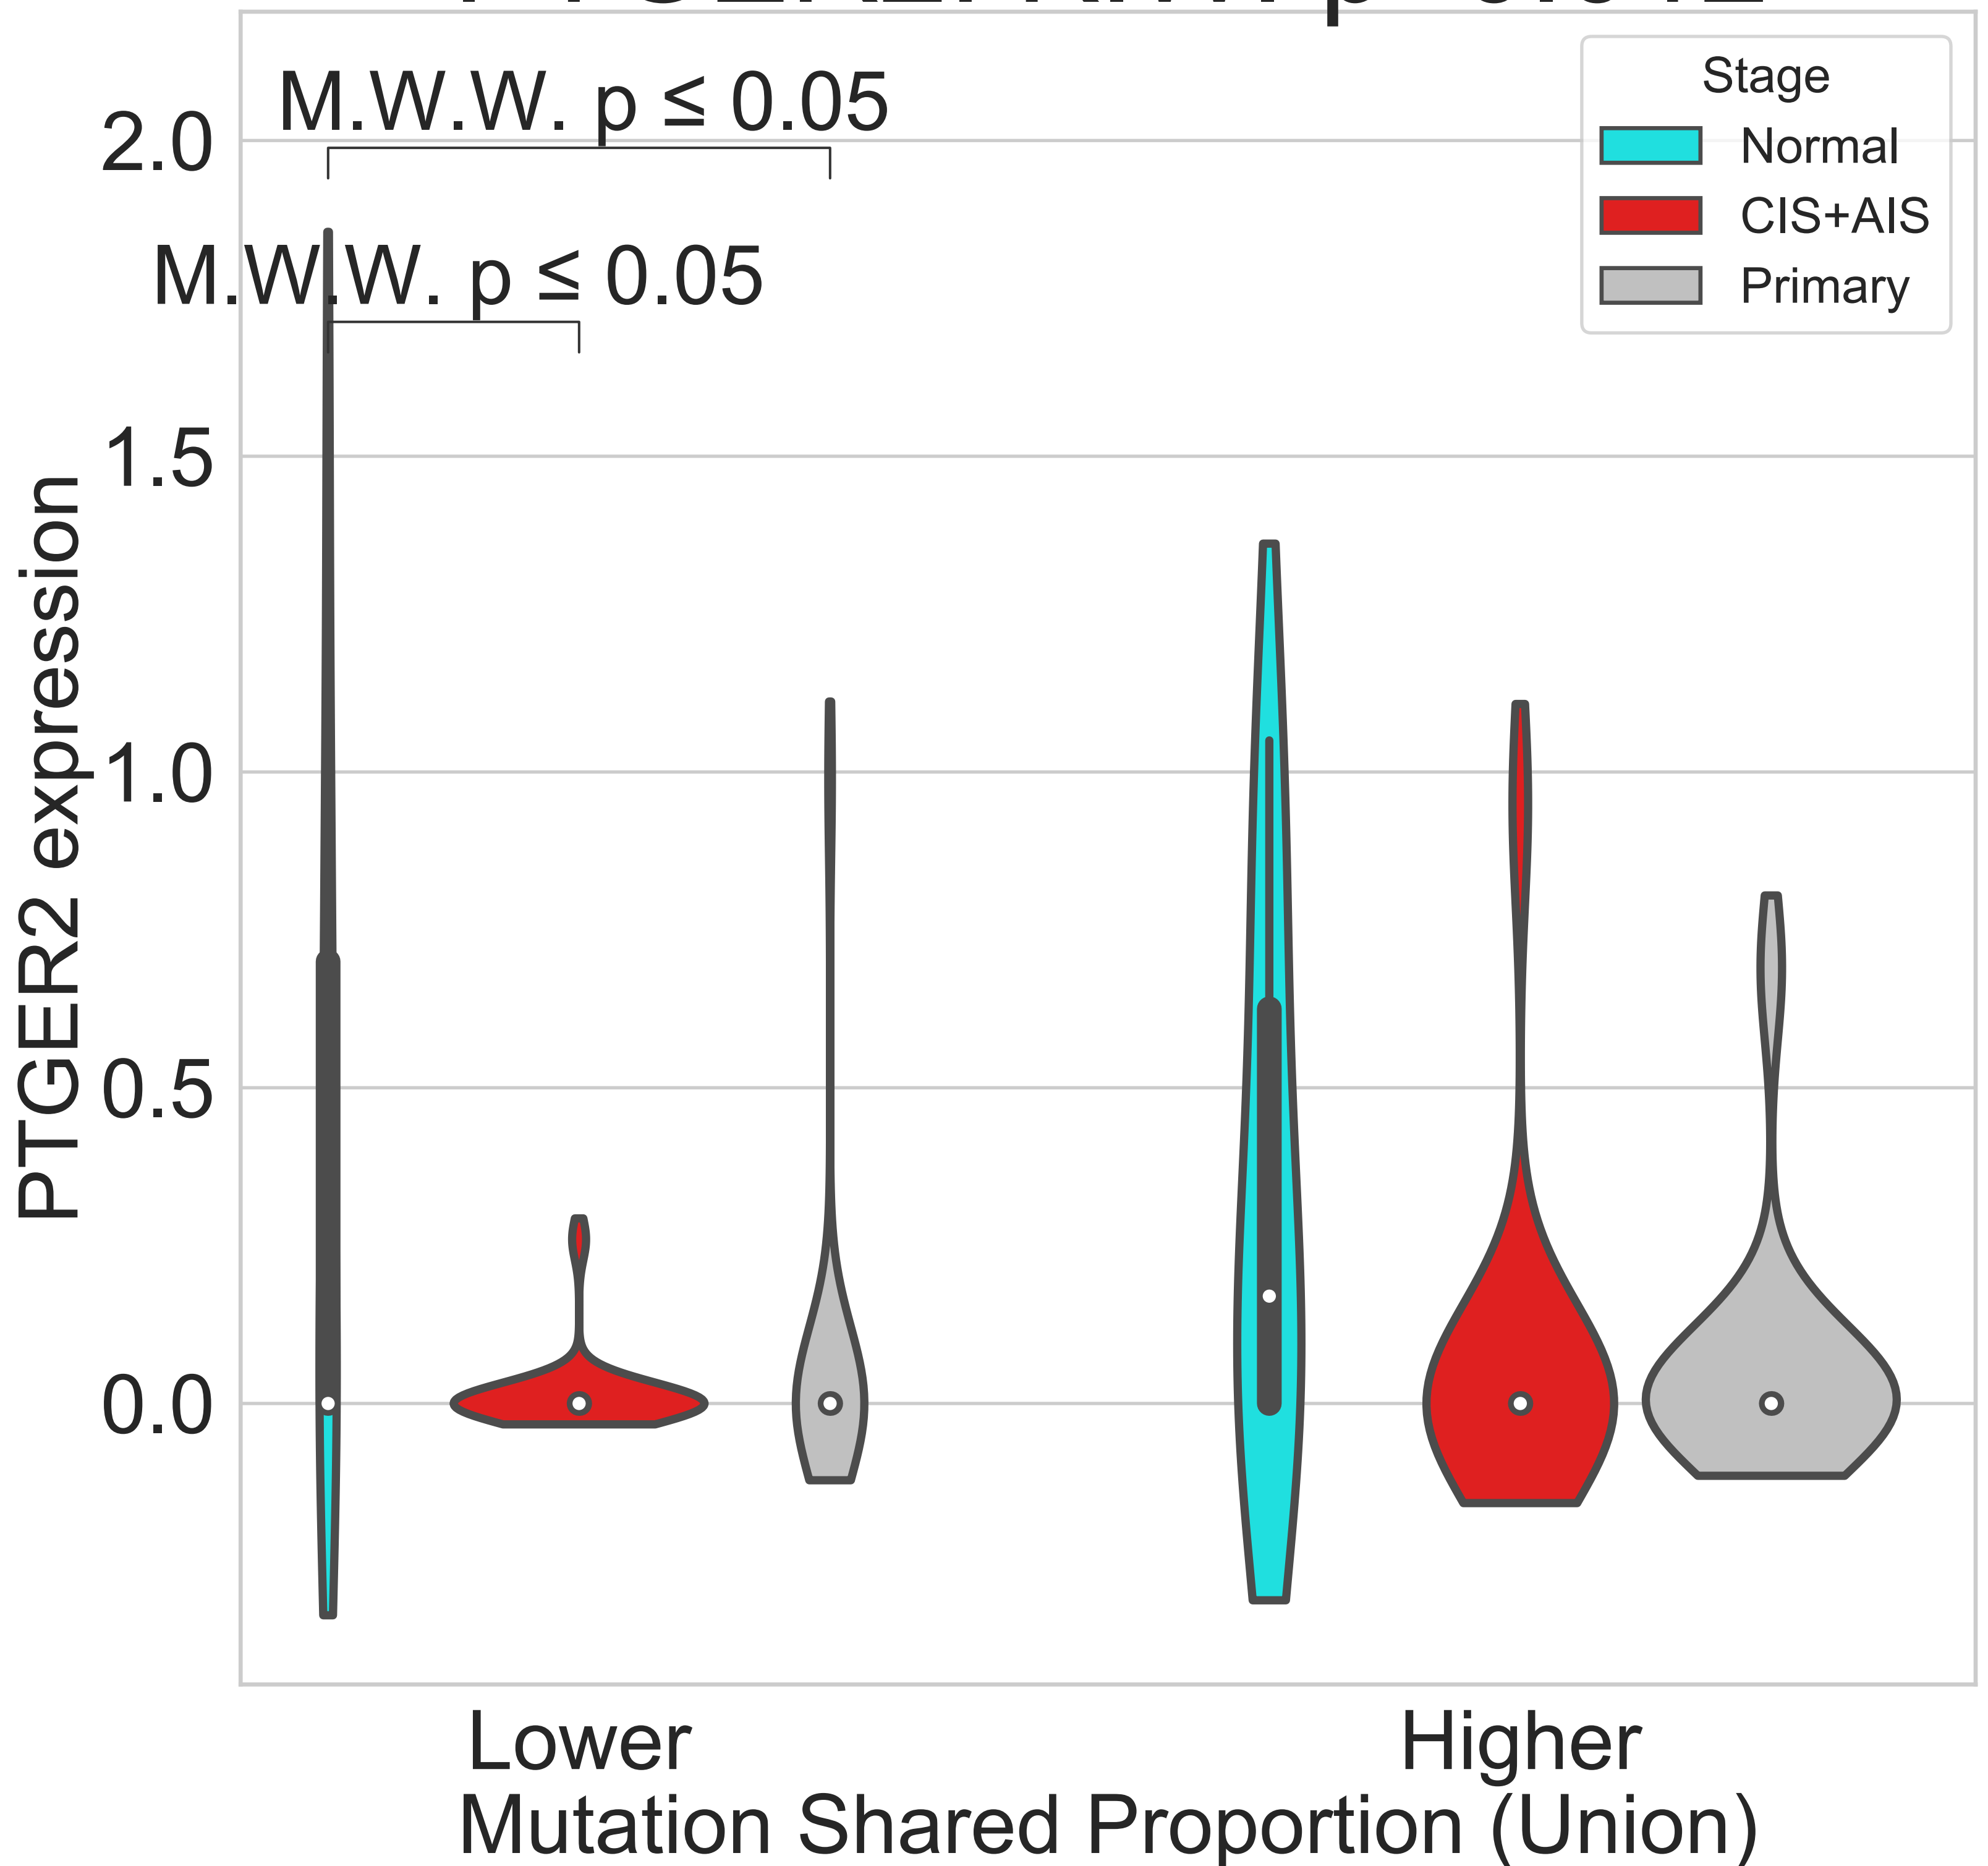 M.W.W. p ≤ 0.05
M.W.W. p ≤ 0.05
Stage
Normal
CIS+AIS
Primary
2.0
1.5
1.0
0.5
0.0
PTGER2 expression
Lower
Higher
Mutation Shared Proportion (Union)